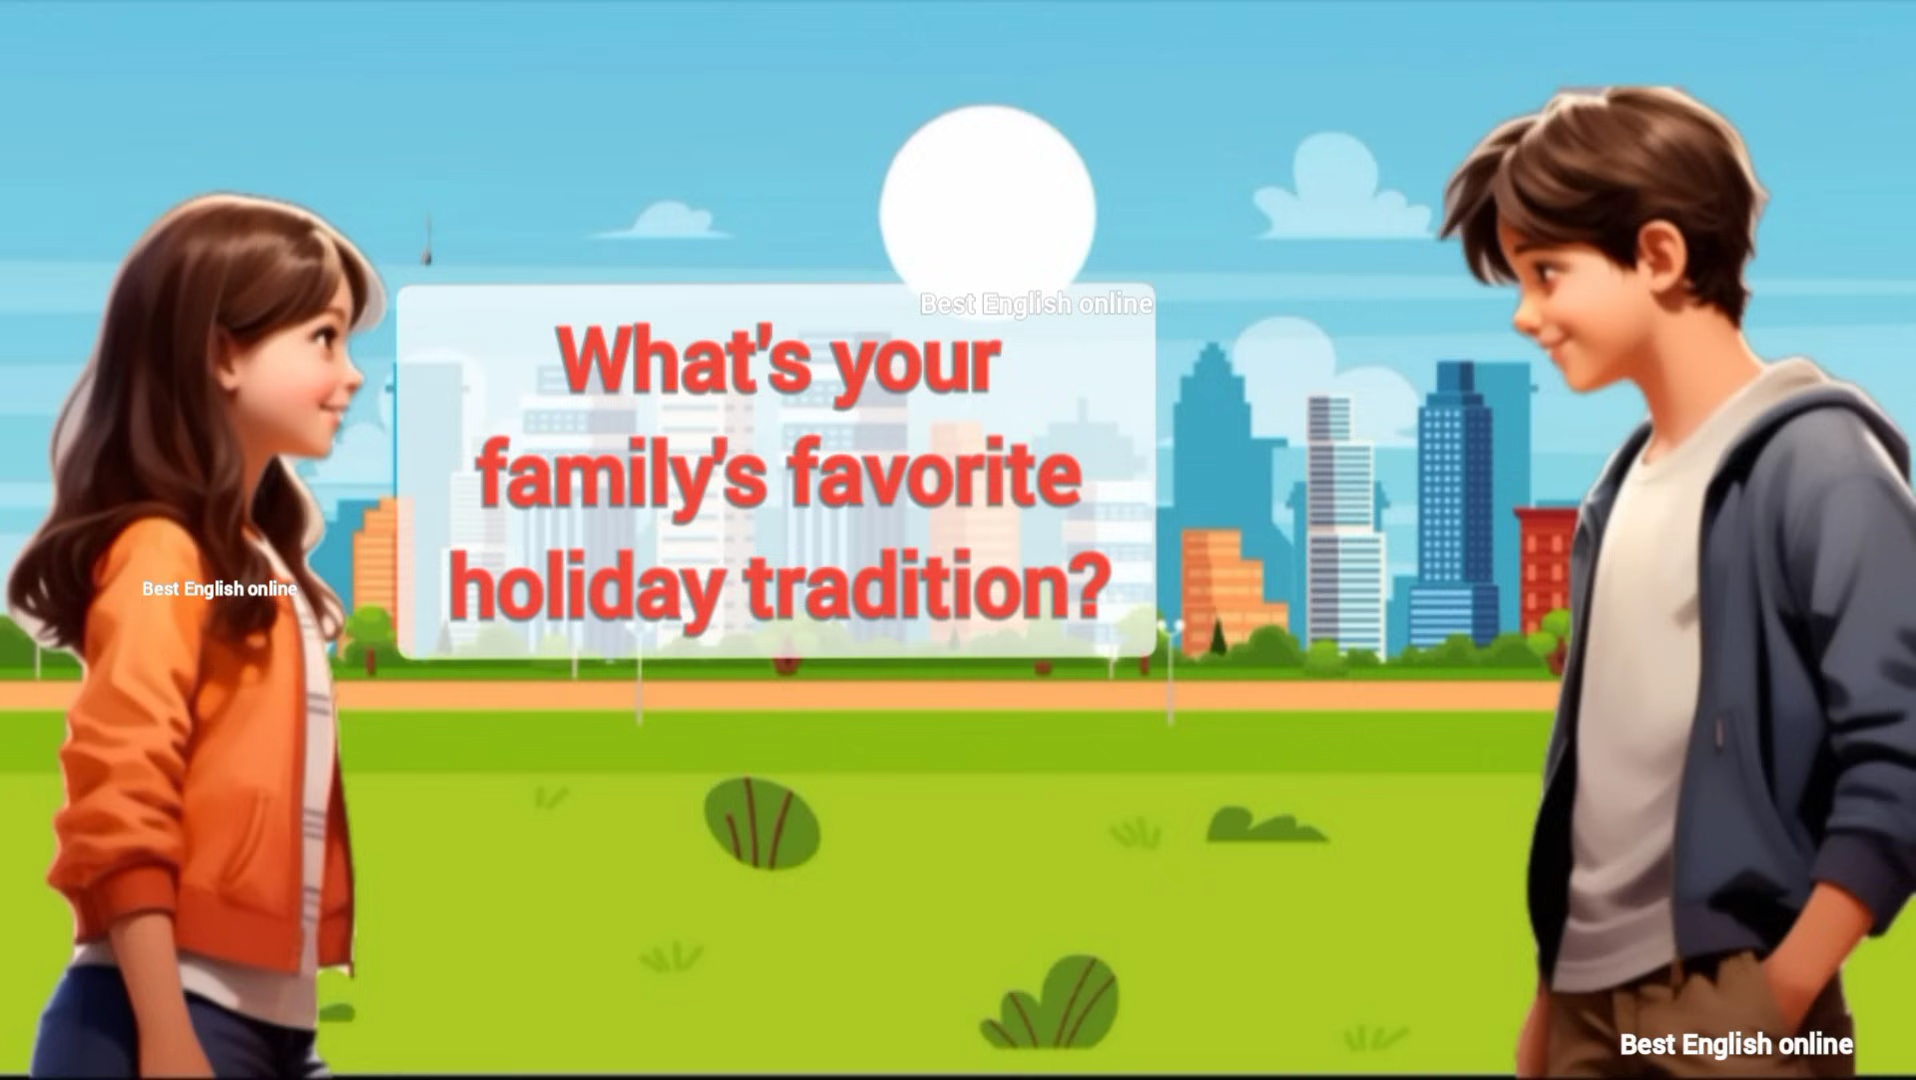 Best English online
What's your
family's favorite
holiday tradition?
Best English online
Best English online